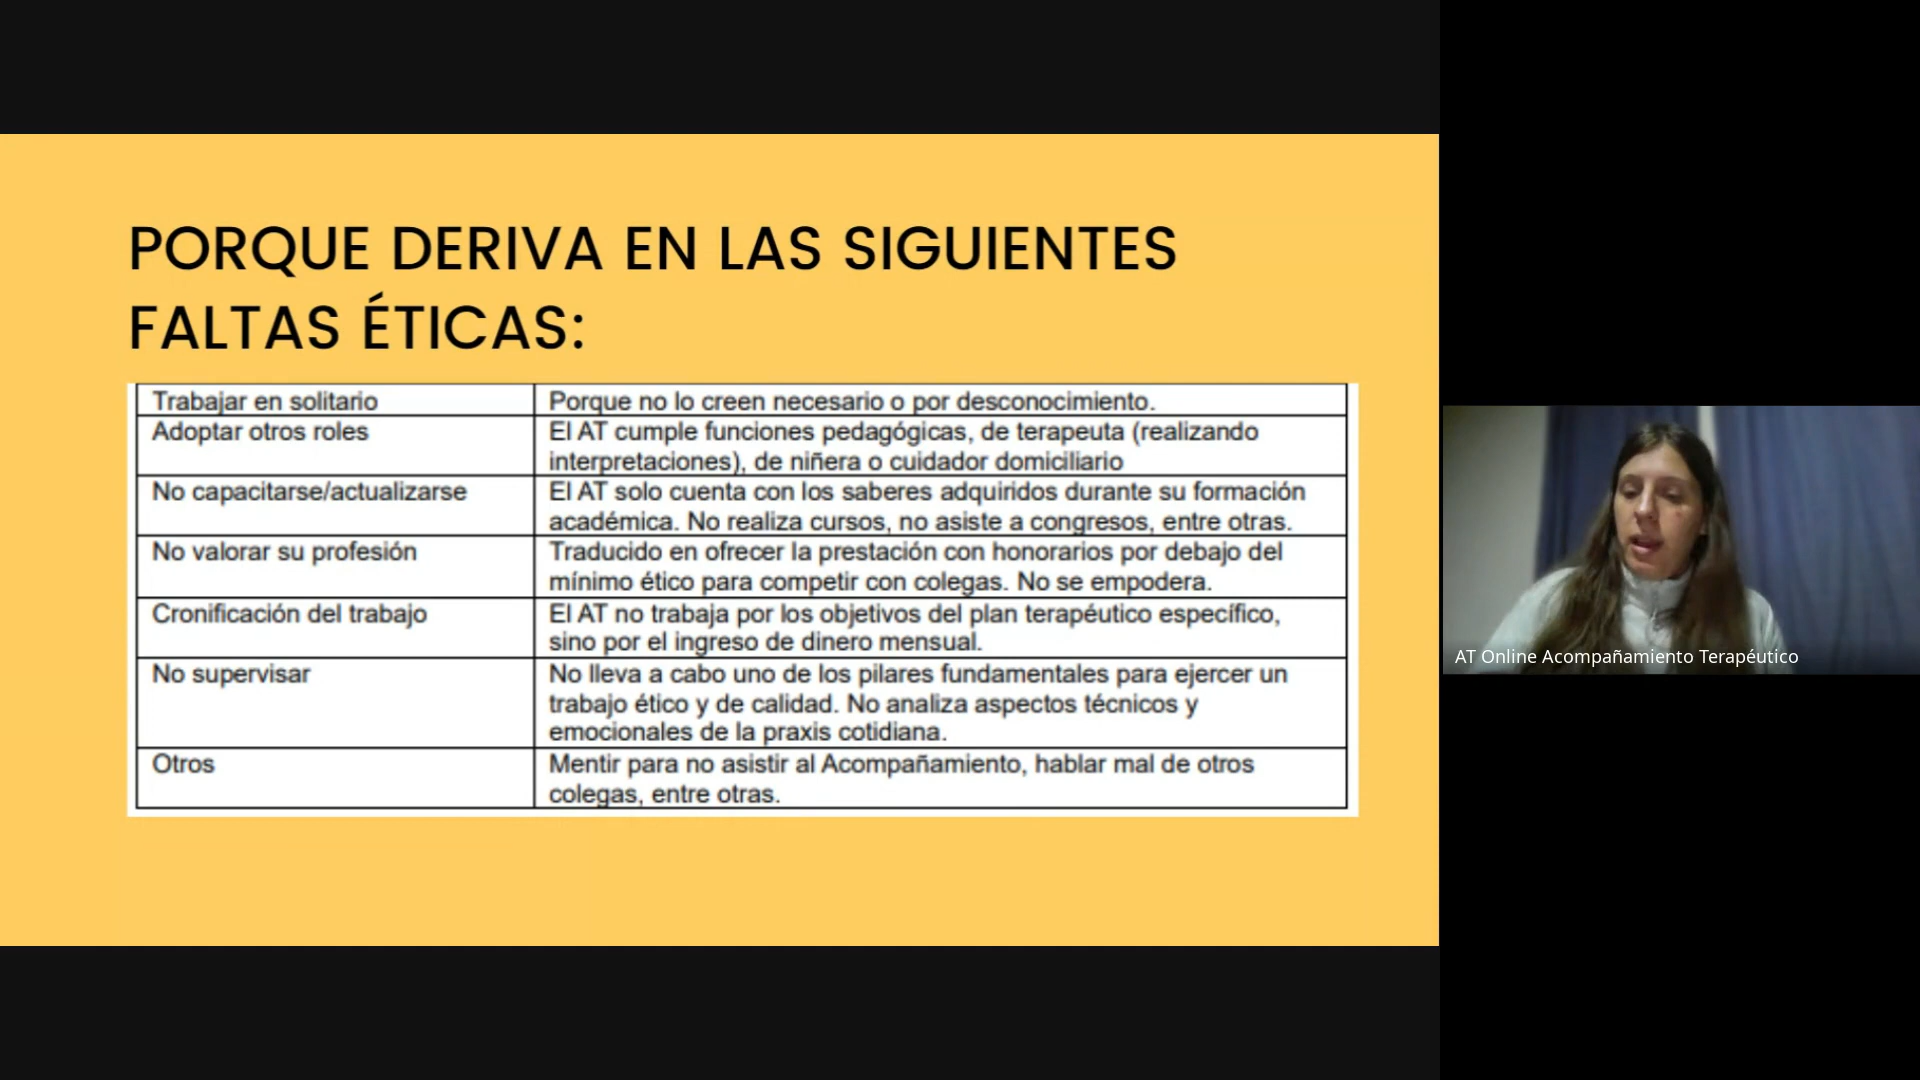 PORQUE DERIVA EN LAS SIGUIENTES
FALTAS ÉTICAS:
Trabajar en solitario
Porque no lo creen necesario o por desconocimiento.
Adoptar otros roles
El AT cumple funciones pedagógicas, de terapeuta (realizando
interpretaciones), de niñera o cuidador domiciliario
No capacitarse/actualizarse
El AT solo cuenta con los saberes adquiridos durante su formación
académica. No realiza cursos, no asiste a congresos, entre otras.
No valorar su profesión
Traducido en ofrecer la prestación con honorarios por debajo del
mínimo ético para competir con colegas. No se empodera.
Cronificación del trabajo
El AT no trabaja por los objetivos del plan terapéutico específico,
sino por el ingreso de dinero mensual.
No supervisar
No lleva a cabo uno de los pilares fundamentales para ejercer un
trabajo ético y de calidad. No analiza aspectos técnicos y
emocionales de la praxis cotidiana.
Otros
Mentir para no asistir al Acompañamiento, hablar mal de otros
colegas, entre otras.
AT Online Acompañamiento Terapéutico